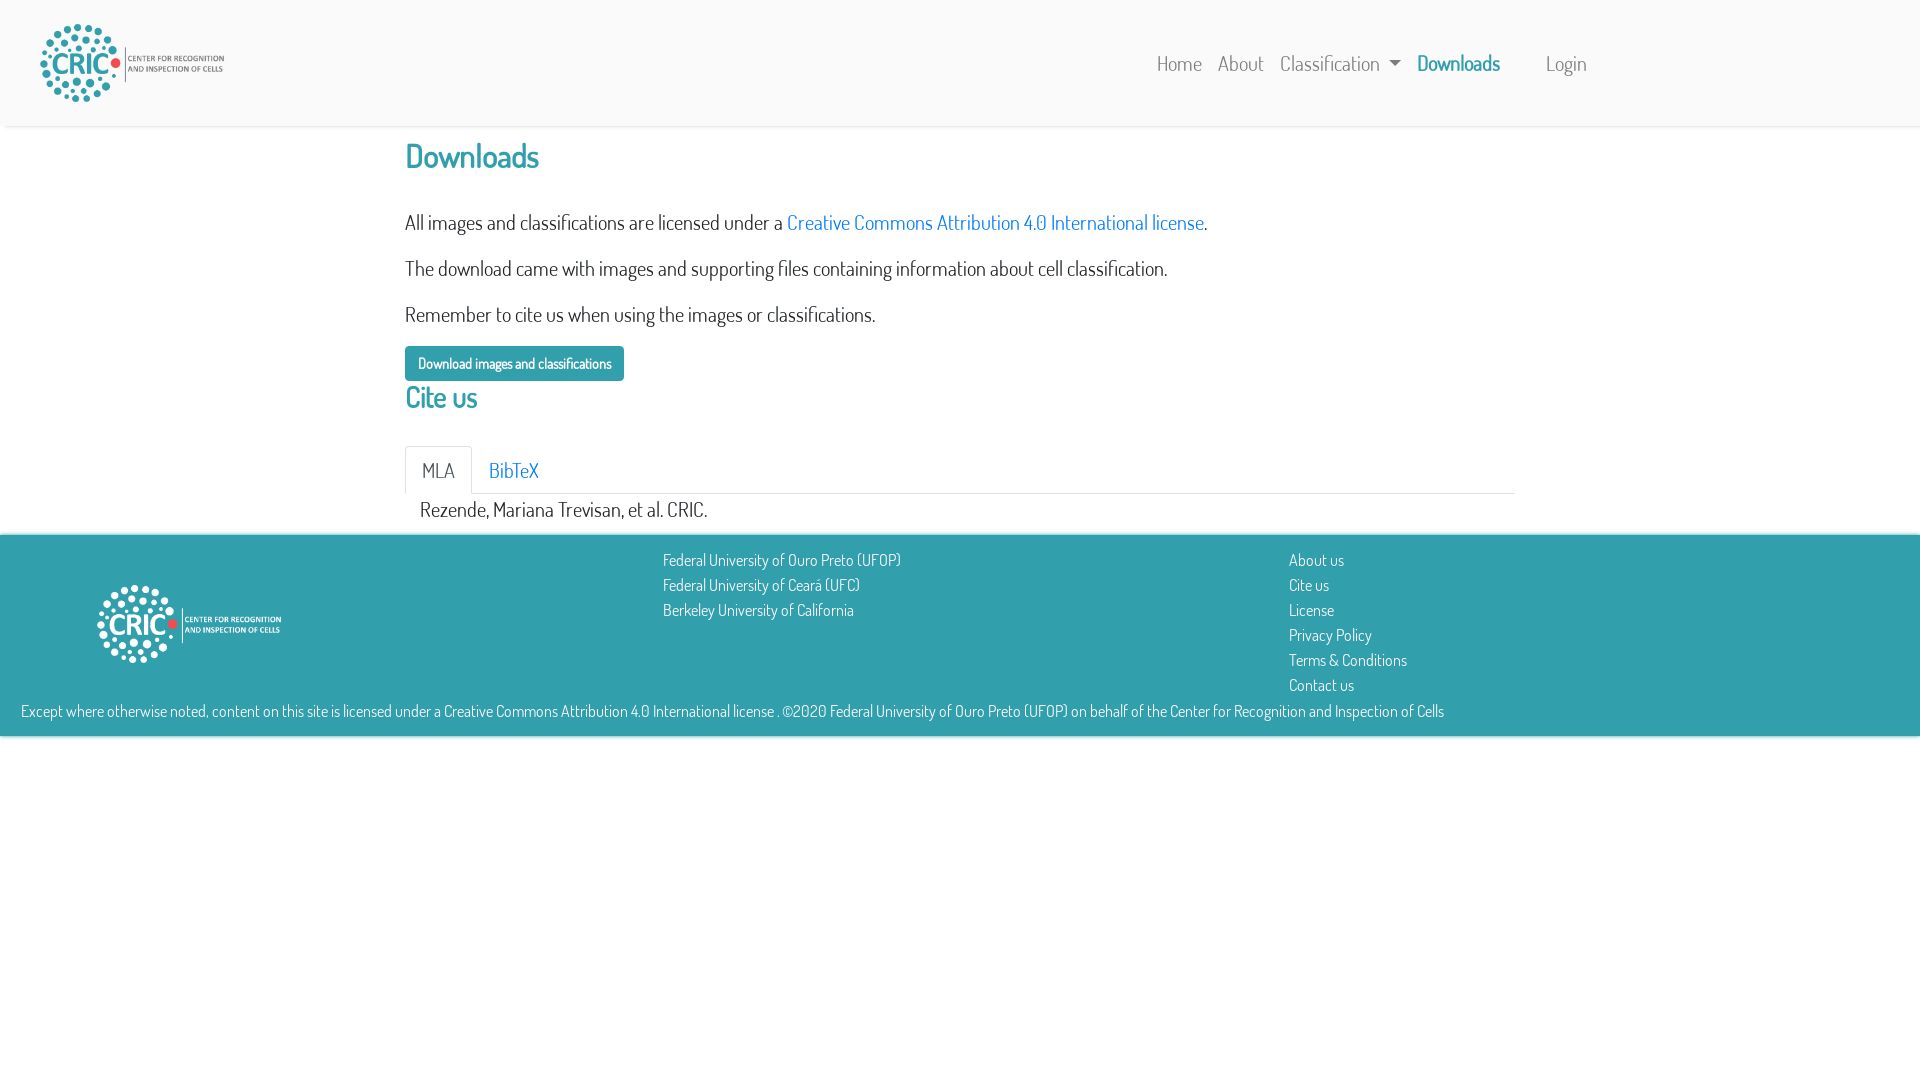 CRIC
CENTER FOR RECOGNITION
AND INSPECTION OF CELLS
Home About Classification Downloads Login
Downloads
All images and classifications are licensed under a Creative Commons Attribution 4.0 International license.
The download came with images and supporting files containing information about cell classification.
Remember to cite us when using the images or classifications.
Download images and classifications
Cite us
MLA BibTeX
Rezende, Mariana Trevisan, et al. CRIC.
CRIC
CENTER FOR RECOGNITION
AND INSPECTION OF CELLS
Federal University of Ouro Preto (UFOP)
Federal University of Ceará (UFC)
Berkeley University of California
About us
Cite us
License
Privacy Policy
Terms & Conditions
Contact us
Except where otherwise noted, content on this site is licensed under a Creative Commons Attribution 4.0 International license . ©2020 Federal University of Ouro Preto (UFOP) on behalf of the Center for Recognition and Inspection of Cells